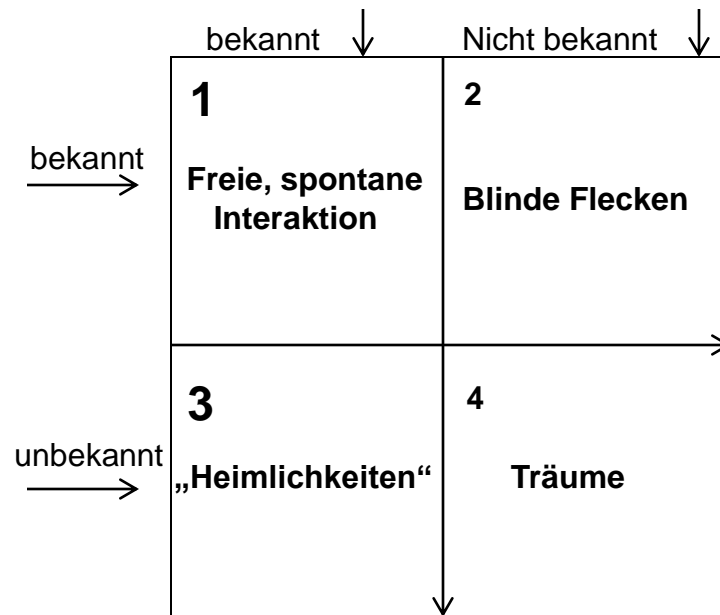 bekannt
Nicht bekannt
1
2
bekannt
Freie, spontane
Interaktion
Blinde Flecken
3
4
unbekannt
„Heimlichkeiten“
Träume